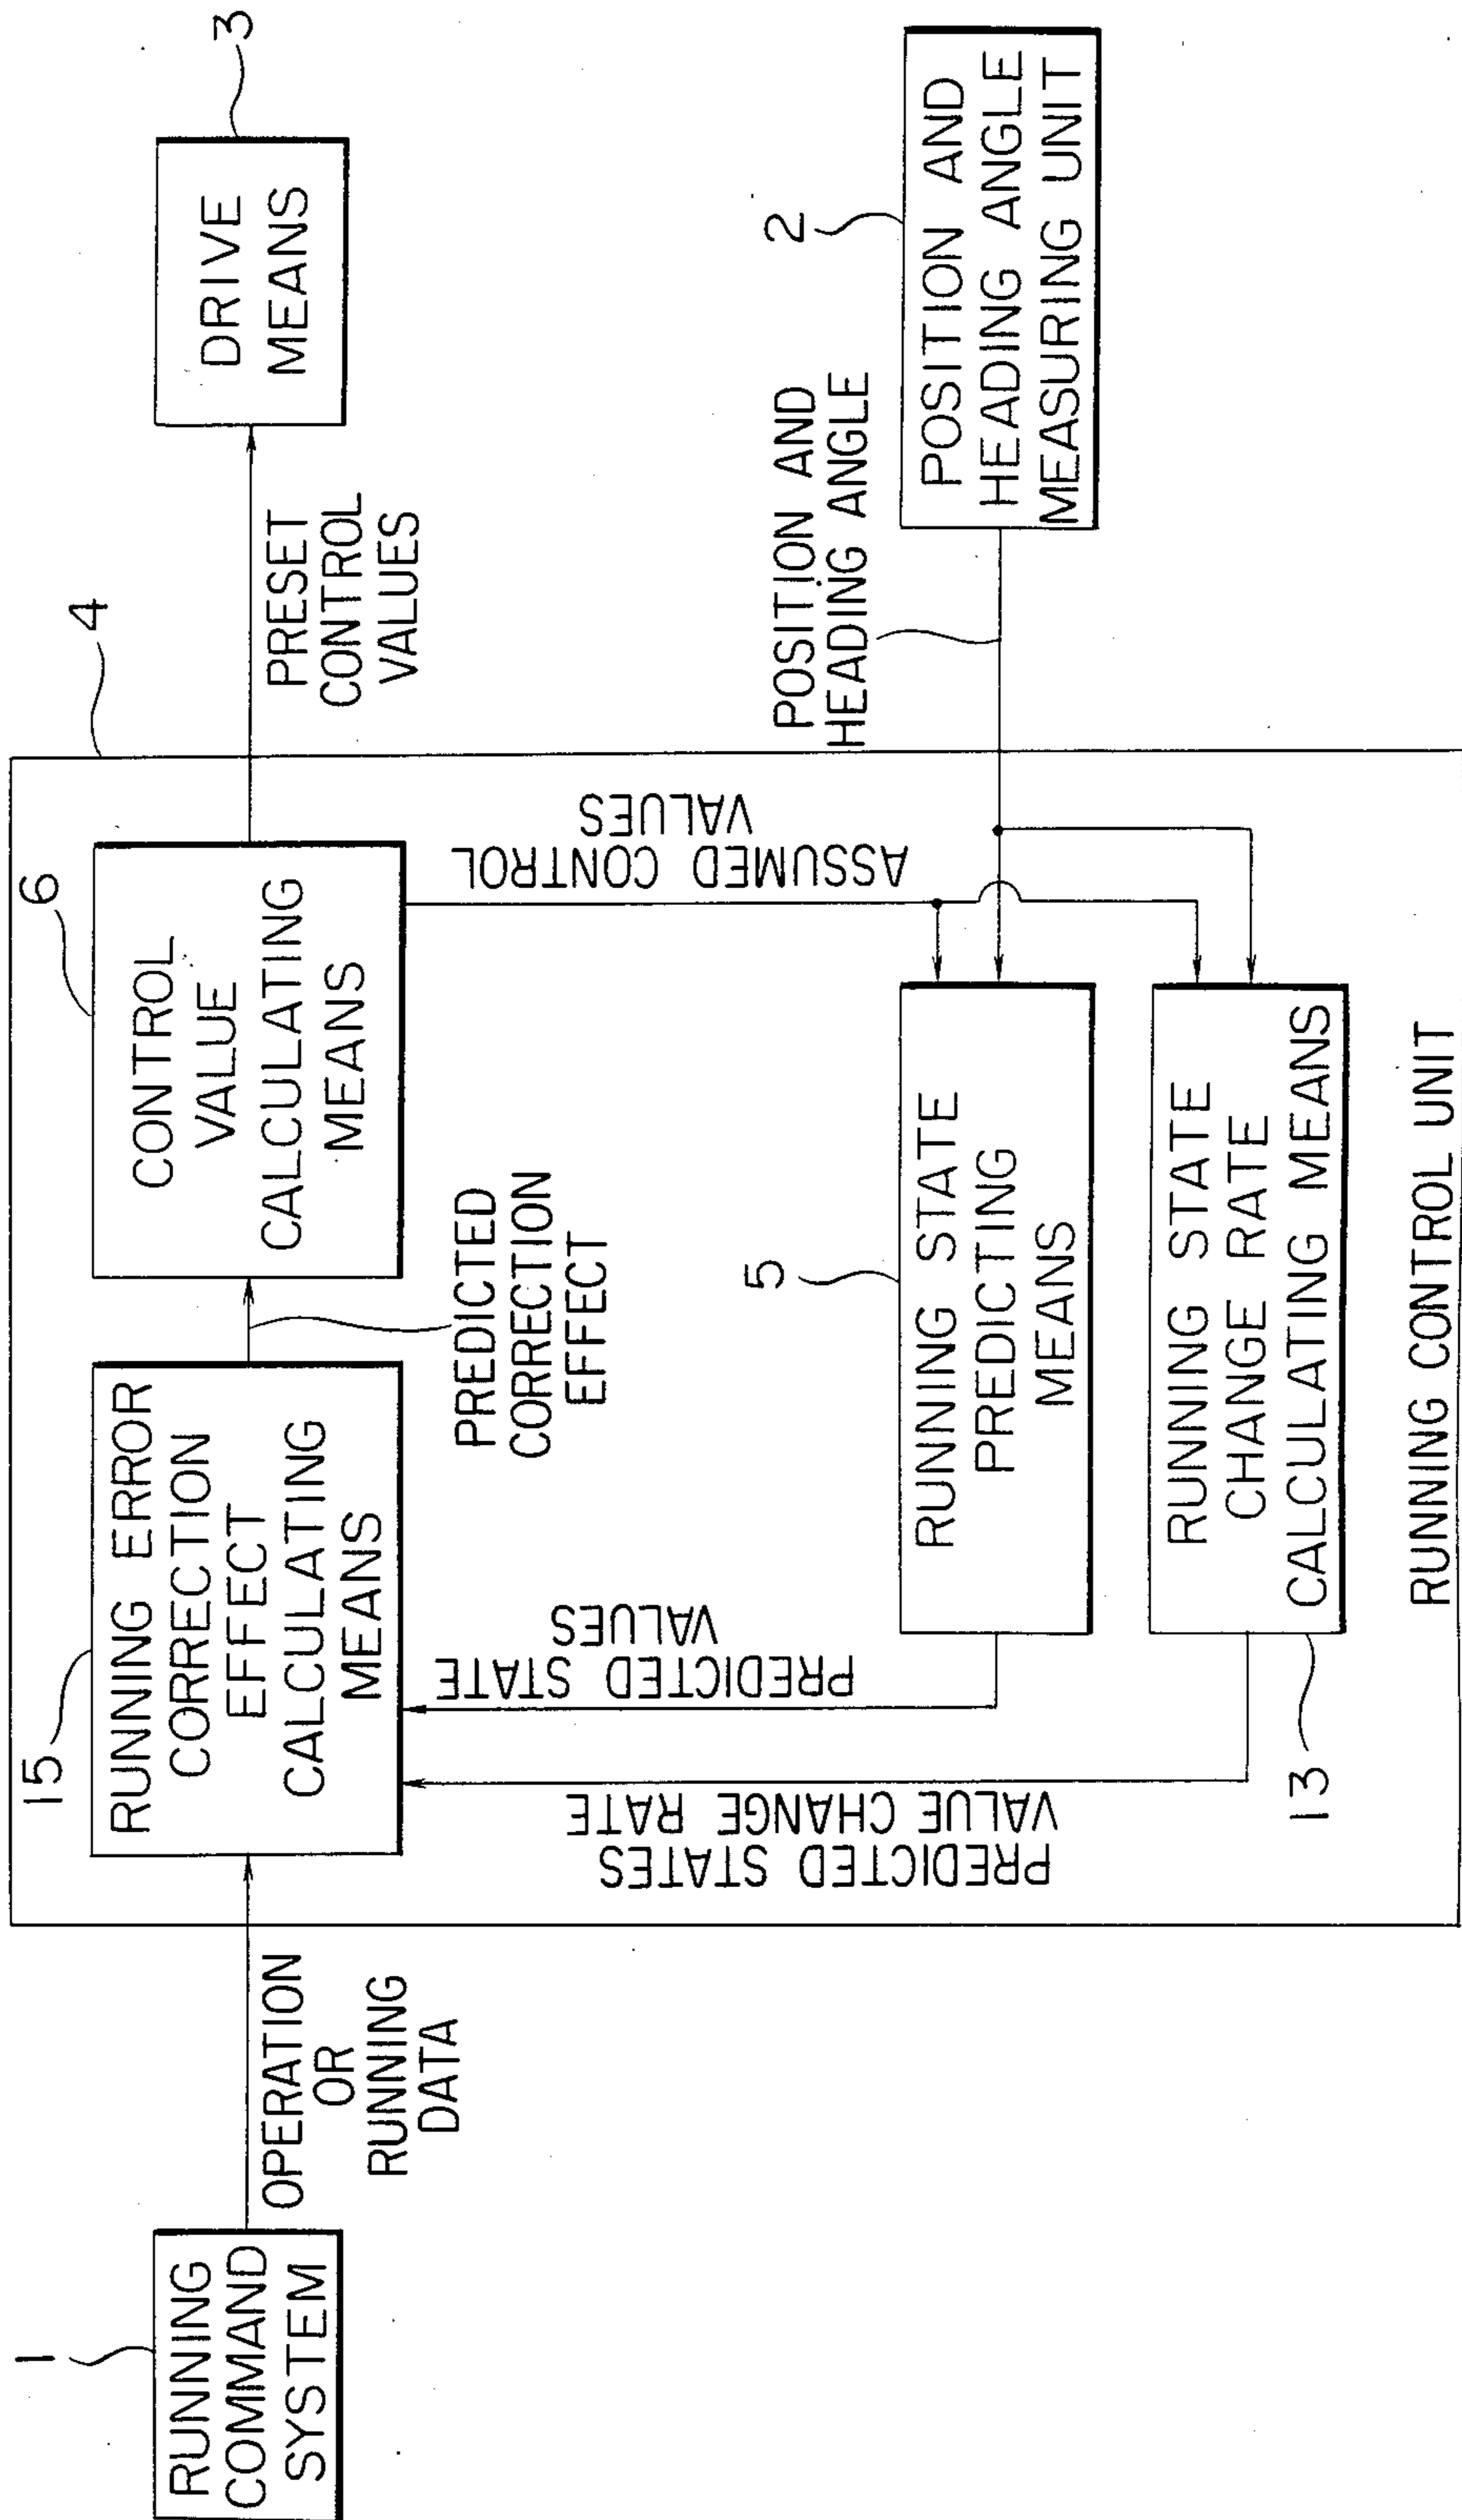 1
RUNNING
COMMAND
SYSTEM
OPERATION
OR
RUNNING
DATA
15
RUNNING ERROR
CORRECTION
EFFECT
CALCULATING
MEANS
PREDICTED
CORRECTION
EFFECT
6
CONTROL
VALUE
CALCULATING
MEANS
4
PRESET
CONTROL
VALUES
3
DRIVE
MEANS
PREDICTED STATES
VALUE CHANGE RATE
PREDICTED STATE
VALUES
ASSUMED CONTROL
VALUES
5
RUNNING STATE
PREDICTING
MEANS
13
RUNNING STATE
CHANGE RATE
CALCULATING MEANS
RUNNING CONTROL UNIT
POSITION AND
HEADING ANGLE
2
POSITION AND
HEADING ANGLE
MEASURING UNIT